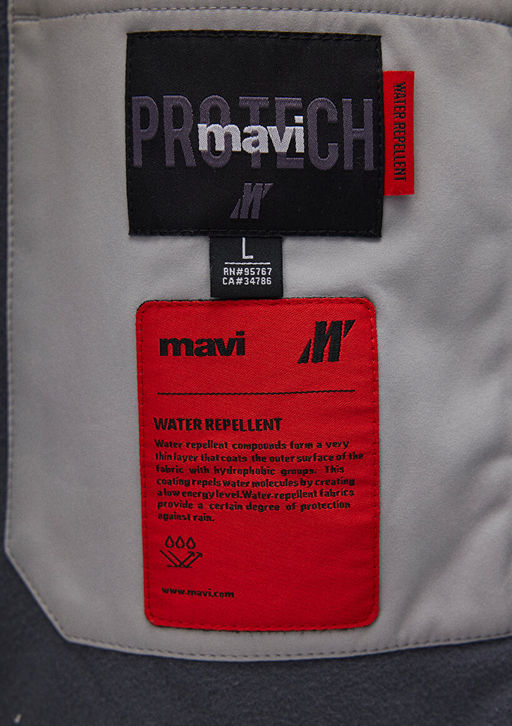 PROTECH
mavi
WATER REPELLENT
L
RN#95767
CA#34786
mavi
WATER REPELLENT
Water repellent compounds form a very
thin layer that coats the outer surface of the
fabric with hydrophobic groups. This
coating repels water molecules by creating
a low energy level.Water-repellent fabrics
provide a certain degree of protection
against rain.
www.mavi.com